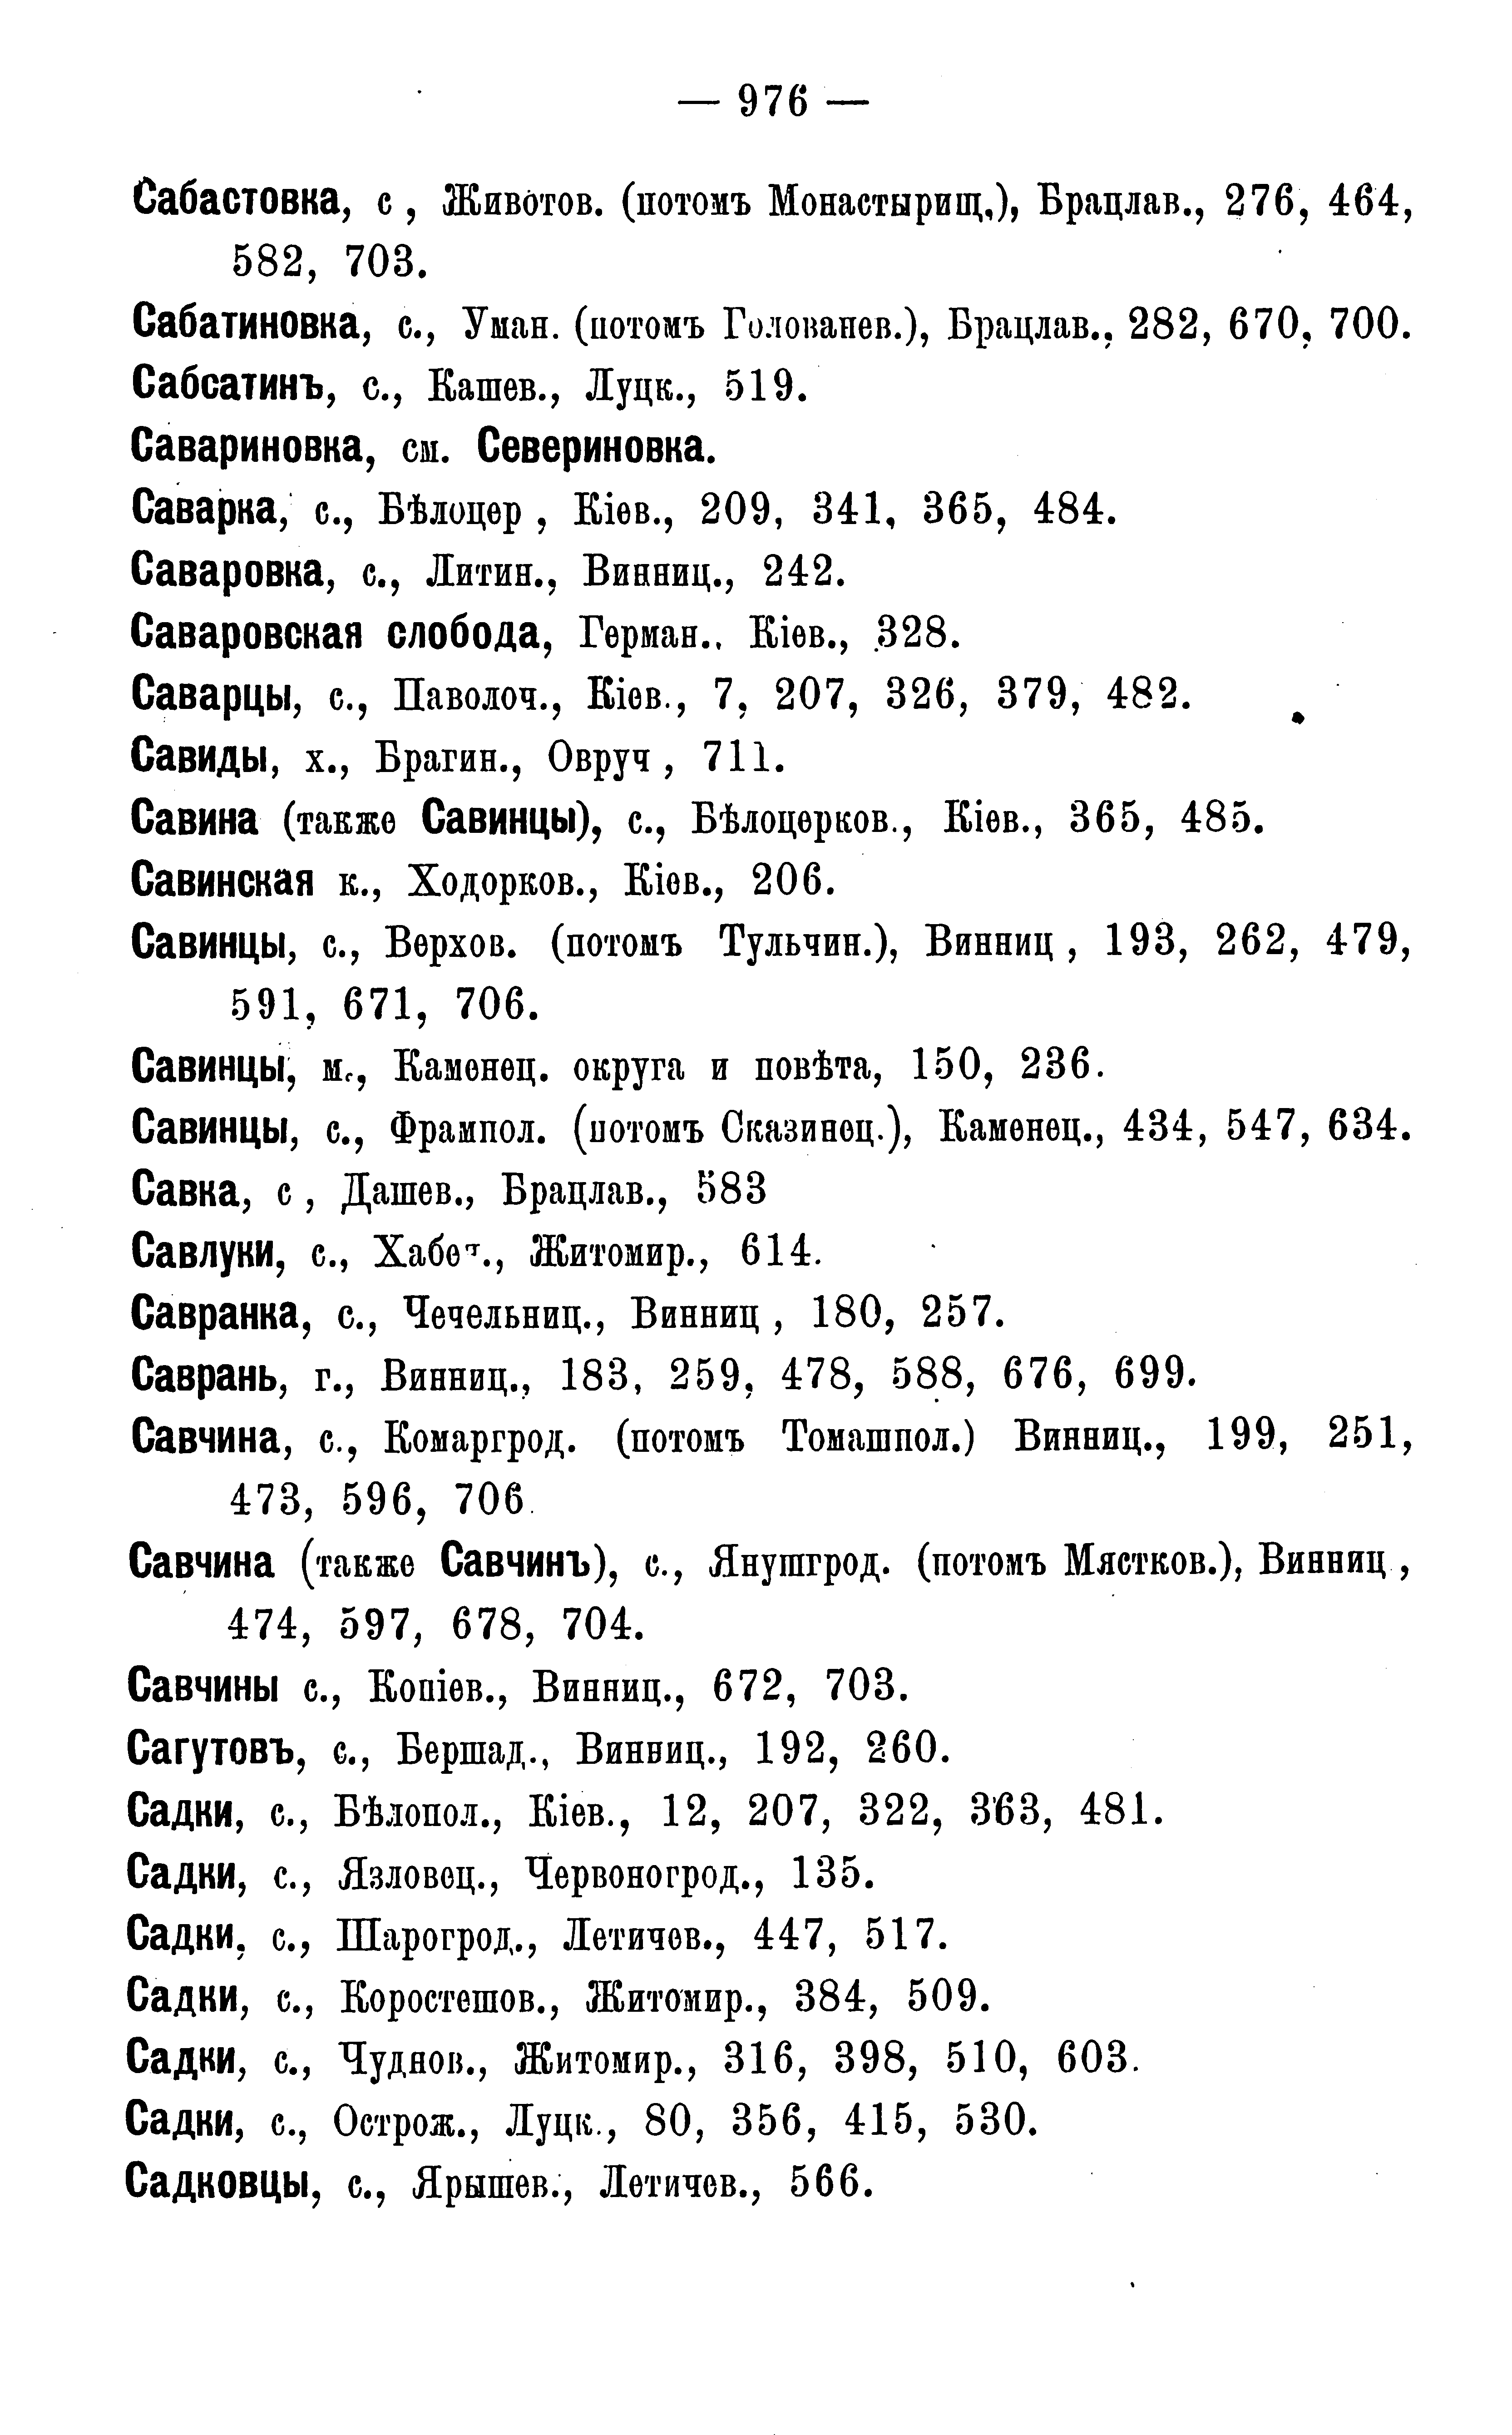 — 976 —
Сабастовка, с , Животов. (потомъ Монастырищ.), Брацлав., 276, 464,
582, 703.
Сабатиновка, с., Уман. (потомъ Голованев.), Брацлав., 282, 670, 700.
Сабсатинъ, с., Кашев., Луцк., 519.
Савариновка, см. Севериновка.
Саварка, с., Бѣлоцер , Кіев., 209, 341, 365, 484.
Саваровка, с., Литин., Винниц., 242.
Саваровская слобода, Герман., Кіев., 328.
Саварцы, с., Паволоч., Кіев., 7, 207, 326, 379, 482.
Савиды, х., Брагин., Овруч , 711.
Савина (также Савинцы), с., Бѣлоцерков., Кіев., 365, 485.
Савинская к., Ходорков., Кіев., 206.
Савинцы, с., Верхов. (потомъ Тульчин.), Винниц , 193, 262, 479,
591, 671, 706.
Савинцы, м., Каменец. округа и повѣта, 150, 236.
Савинцы, с., Фрампол. (потомъ Сказинец.), Каменец., 434, 547, 634.
Савка, с , Дашев., Брацлав., 583
Савлуки, с., Хабет., Житомир., 614.
Савранка, с., Чечельниц., Винниц , 180, 257.
Саврань, г., Винниц., 183, 259, 478, 588, 676, 699.
Савчина, с., Комаргрод. (потомъ Томашпол.) Винниц., 199, 251,
473, 596, 706.
Савчина (также Савчинъ), с., Янушгрод. (потомъ Мястков.), Винниц ,
474, 597, 678, 704.
Савчины с., Копіев., Винниц., 672, 703.
Сагутовъ, с., Бершад., Винниц., 192, 260.
Садки, с., Бѣлопол., Кіев., 12, 207, 322, 363, 481.
Садки, с., Язловец., Червоногрод., 135.
Садки, с., Шарогрод., Летичев., 447, 517.
Садки, с., Коростешов., Житомир., 384, 509.
Садки, с., Чуднов., Житомир., 316, 398, 510, 603.
Садки, с., Острож., Луцк., 80, 356, 415, 530.
Садковцы, с., Ярышев., Летичев., 566.